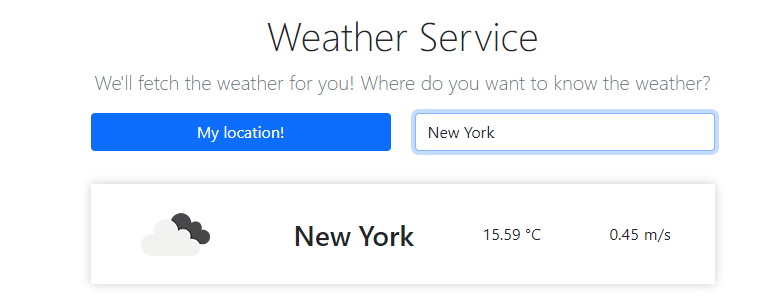 Weather Service
We'll fetch the weather for you! Where do you want to know the weather?
My location!
New York
New York
15.59 °C
0.45 m/s